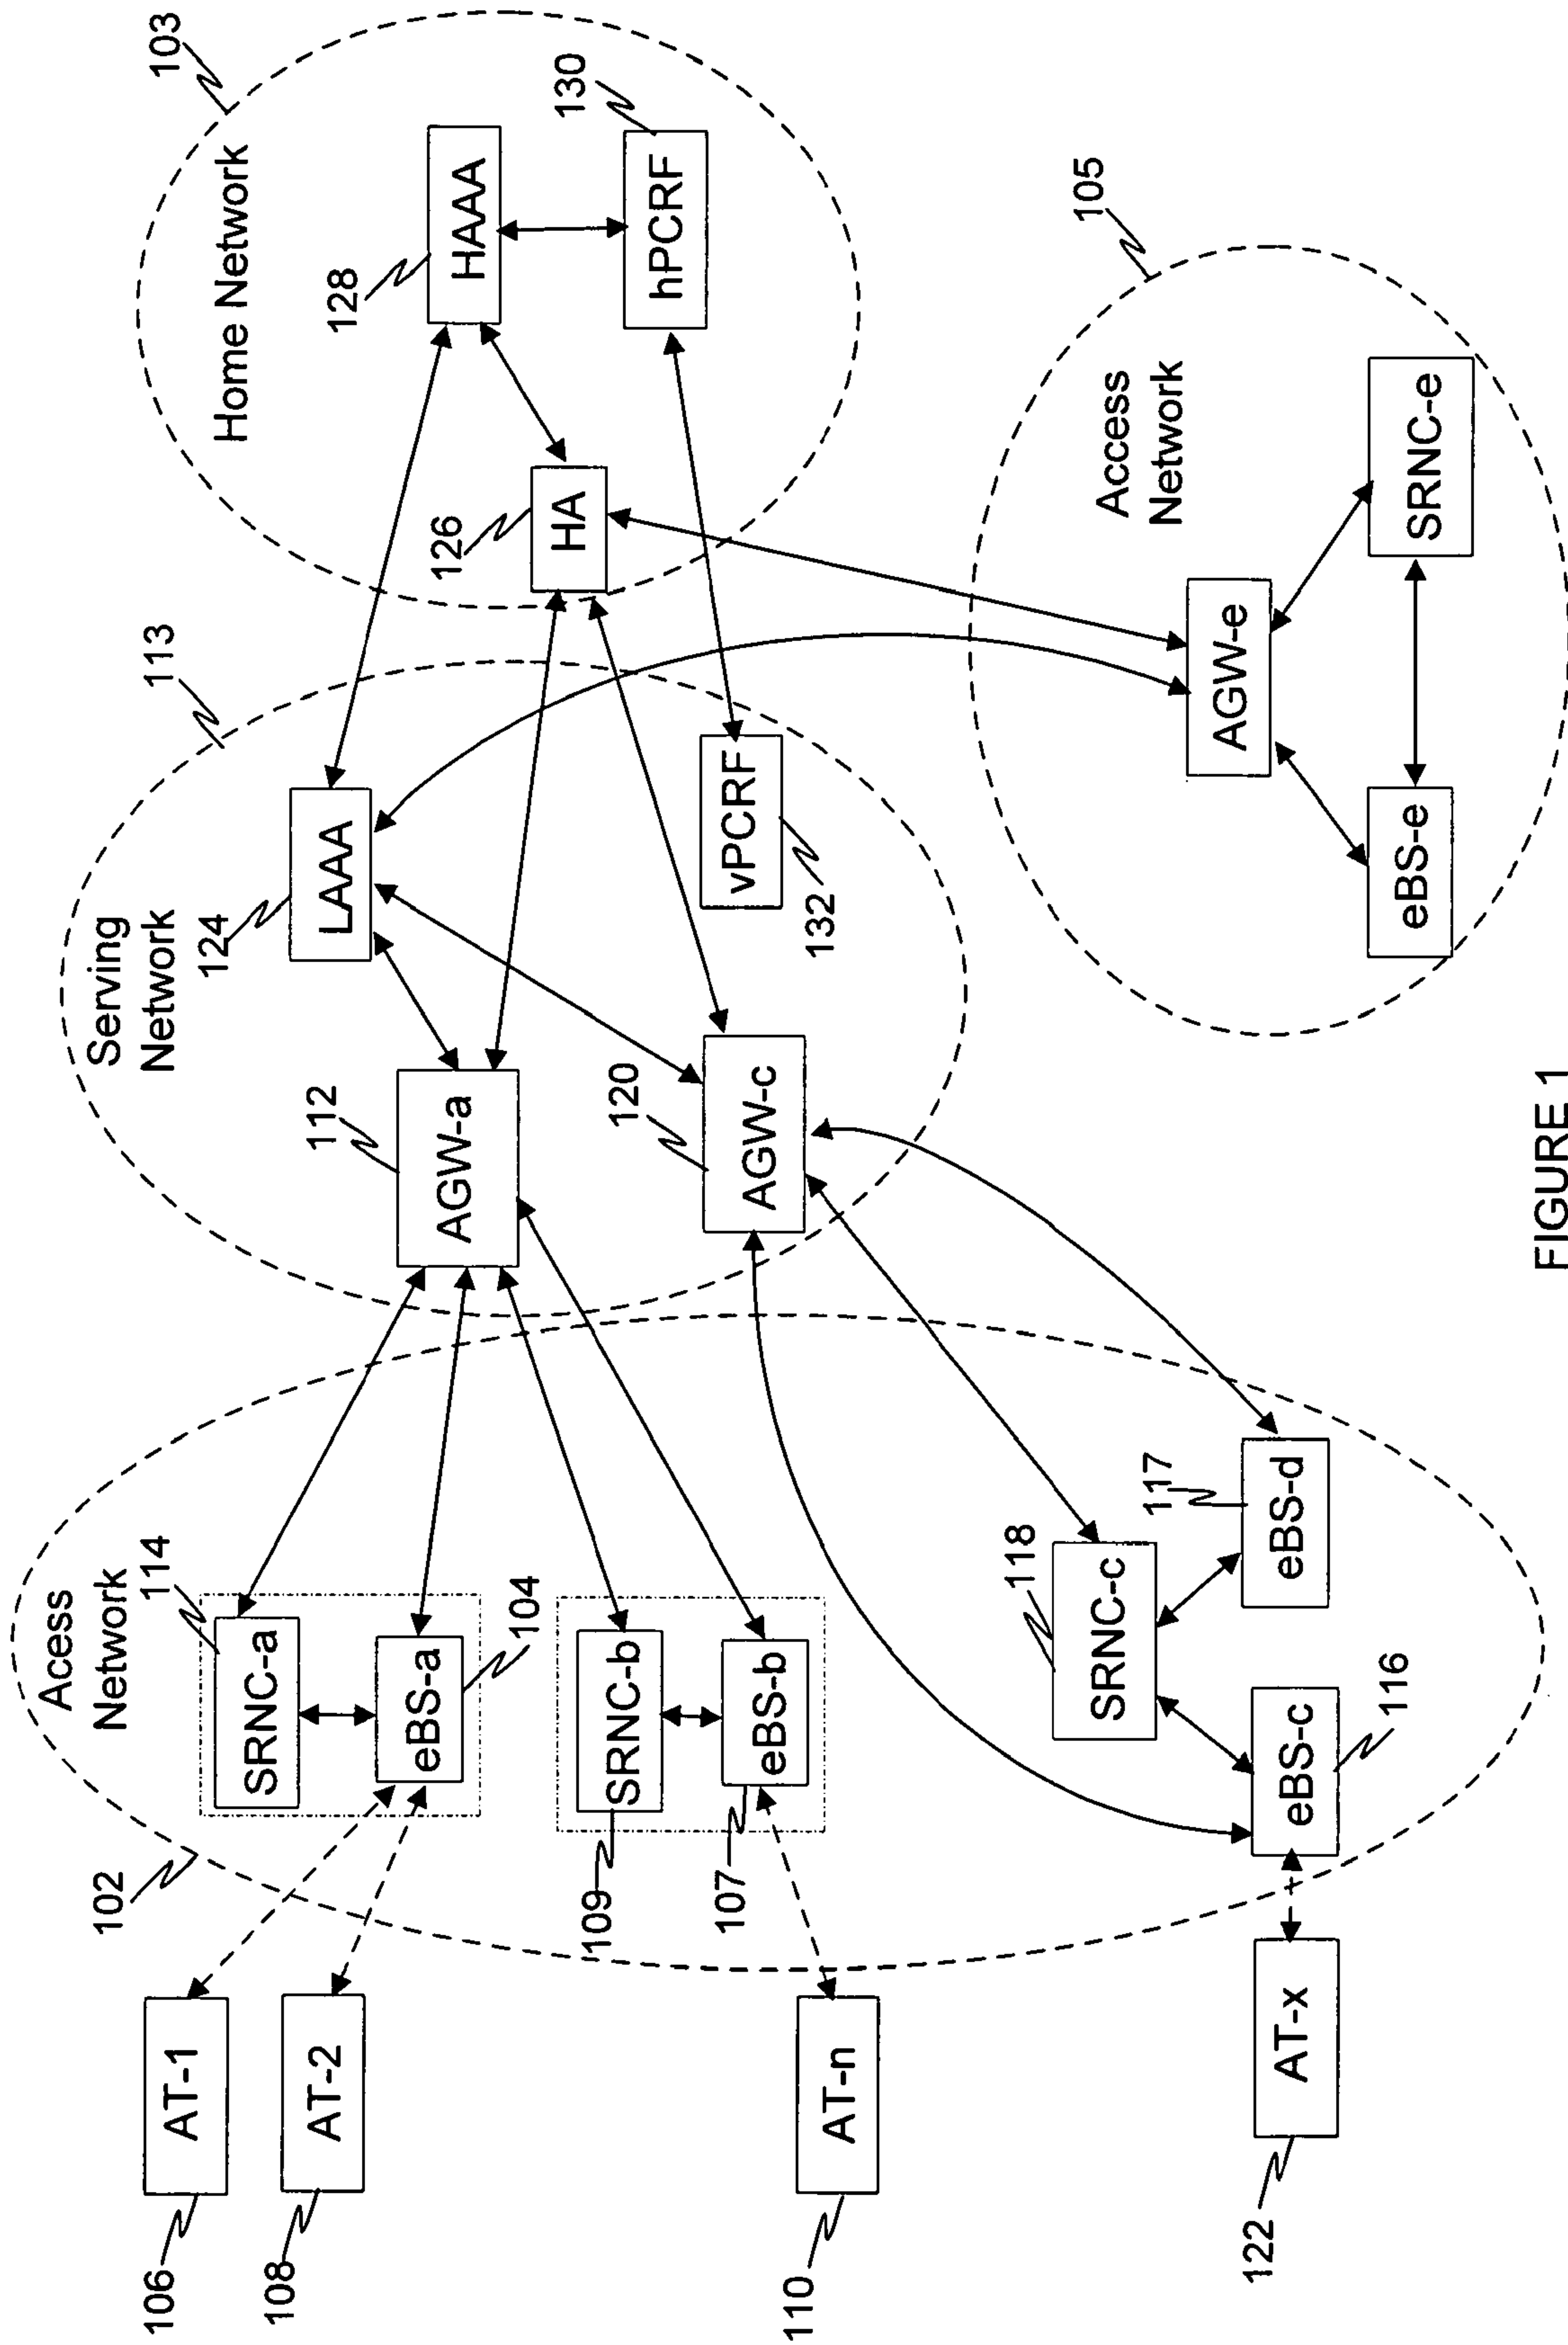 106
AT-1
108
AT-2
110
AT-n
122
AT-x
102
Acess
Network
114
SRNC-a
eBS-a
104
109
SRNC-b
107
eBS-b
118
SRNC-c
117
eBS-d
eBS-c
116
Serving
Network
113
112
AGW-a
120
AGW-c
124
LAAA
vPCRF
132
Home Network
103
126
HA
128
HAAA
130
hPCRF
105
Access
Network
AGW-e
SRNC-e
eBS-e
FIGURE 1